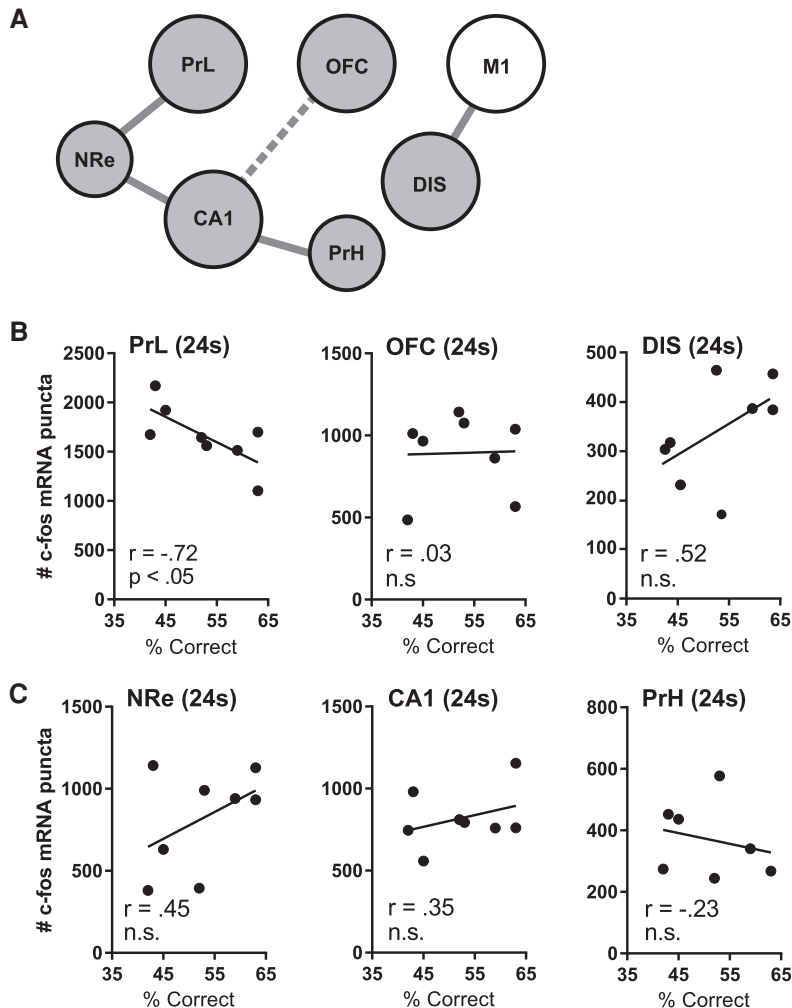 A
PrL
OFC
M1
NRe
DIS
CA1
PrH
B
PrL (24s)
OFC (24s)
DIS (24s)
# c-fos mRNA puncta
2500
2000
1500
1000
500
0
r = -.72
p < .05
35 45 55 65
% Correct
1500
1000
500
0
r = .03
n.s
35 45 55 65
% Correct
500
400
300
200
100
0
r = .52
n.s.
35 45 55 65
% Correct
C
NRe (24s)
CA1 (24s)
PrH (24s)
# c-fos mRNA puncta
1500
1000
500
0
r = .45
n.s.
35 45 55 65
% Correct
1500
1000
500
0
r = .35
n.s.
35 45 55 65
% Correct
800
600
400
200
0
r = -.23
n.s.
35 45 55 65
% Correct